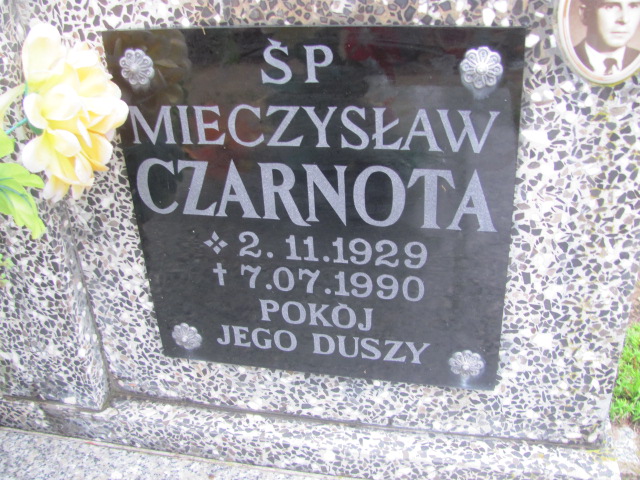 ŚP
MIECZYSŁAW
CZARNOTA
2. 11.1929
† 7.07.1990
POKÓJ
JEGO DUSZY